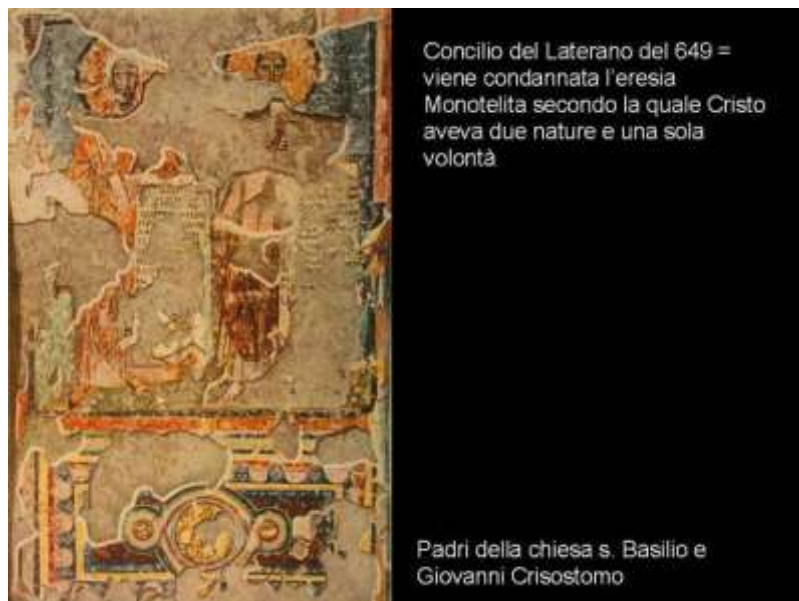 Concilio del Laterano del 649 =
viene condannata l'eresia
Monotelita secondo la quale Cristo
aveva due nature e una sola
volontà
Padri della chiesa s. Basilio e
Giovanni Crisostomo